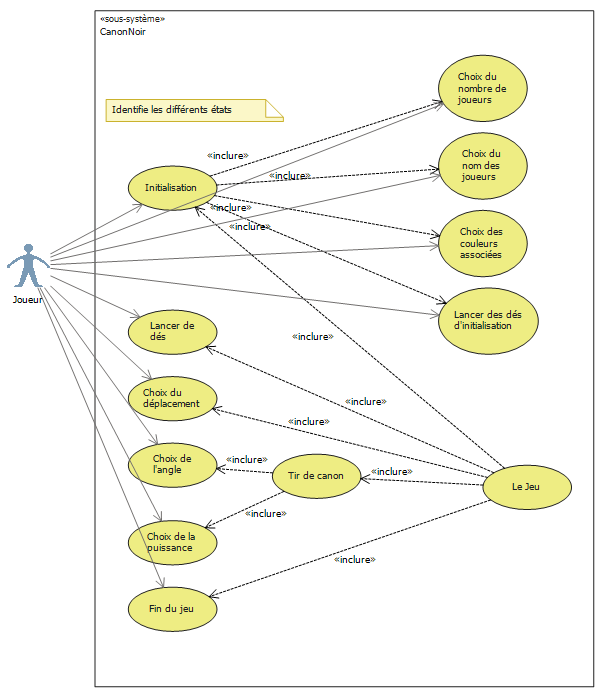 «sous-système»
CanonNoir
Identifie les différents états
Choix du
nombre de
joueurs
«inclure»
Choix du
nom des
joueurs
«inclure»
Initialisation
«inclure»
«inclure»
Choix des
couleurs
associées
Joueur
Lancer des dés
d'initialisation
Lancer de
dés
«inclure»
Choix du
déplacement
«inclure»
«inclure»
Choix de
l'angle
«inclure»
Tir de canon
«inclure»
Le Jeu
«inclure»
Choix de la
puissance
«inclure»
Fin du jeu